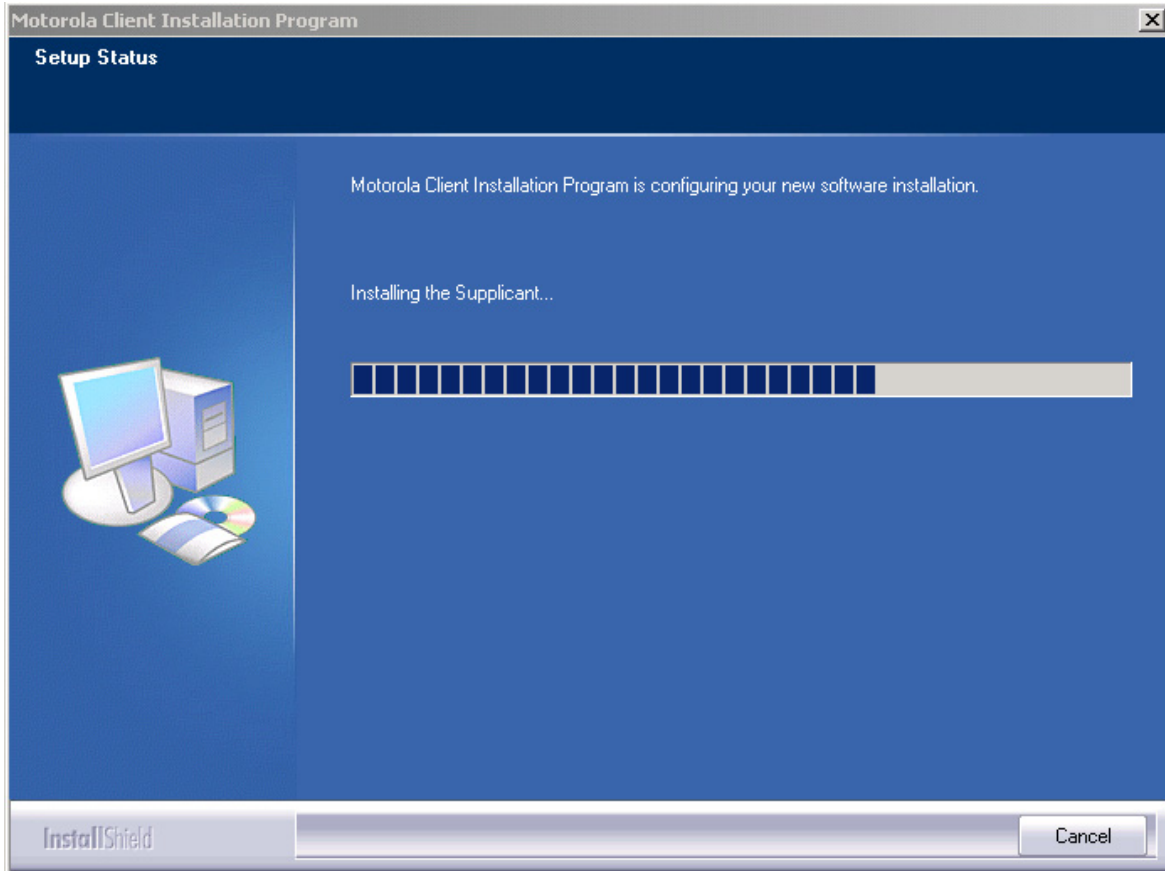 Motorola Client Installation Program
Setup Status
Motorola Client Installation Program is configuring your new software installation.
Installing the Supplicant...
InstallShield
Cancel